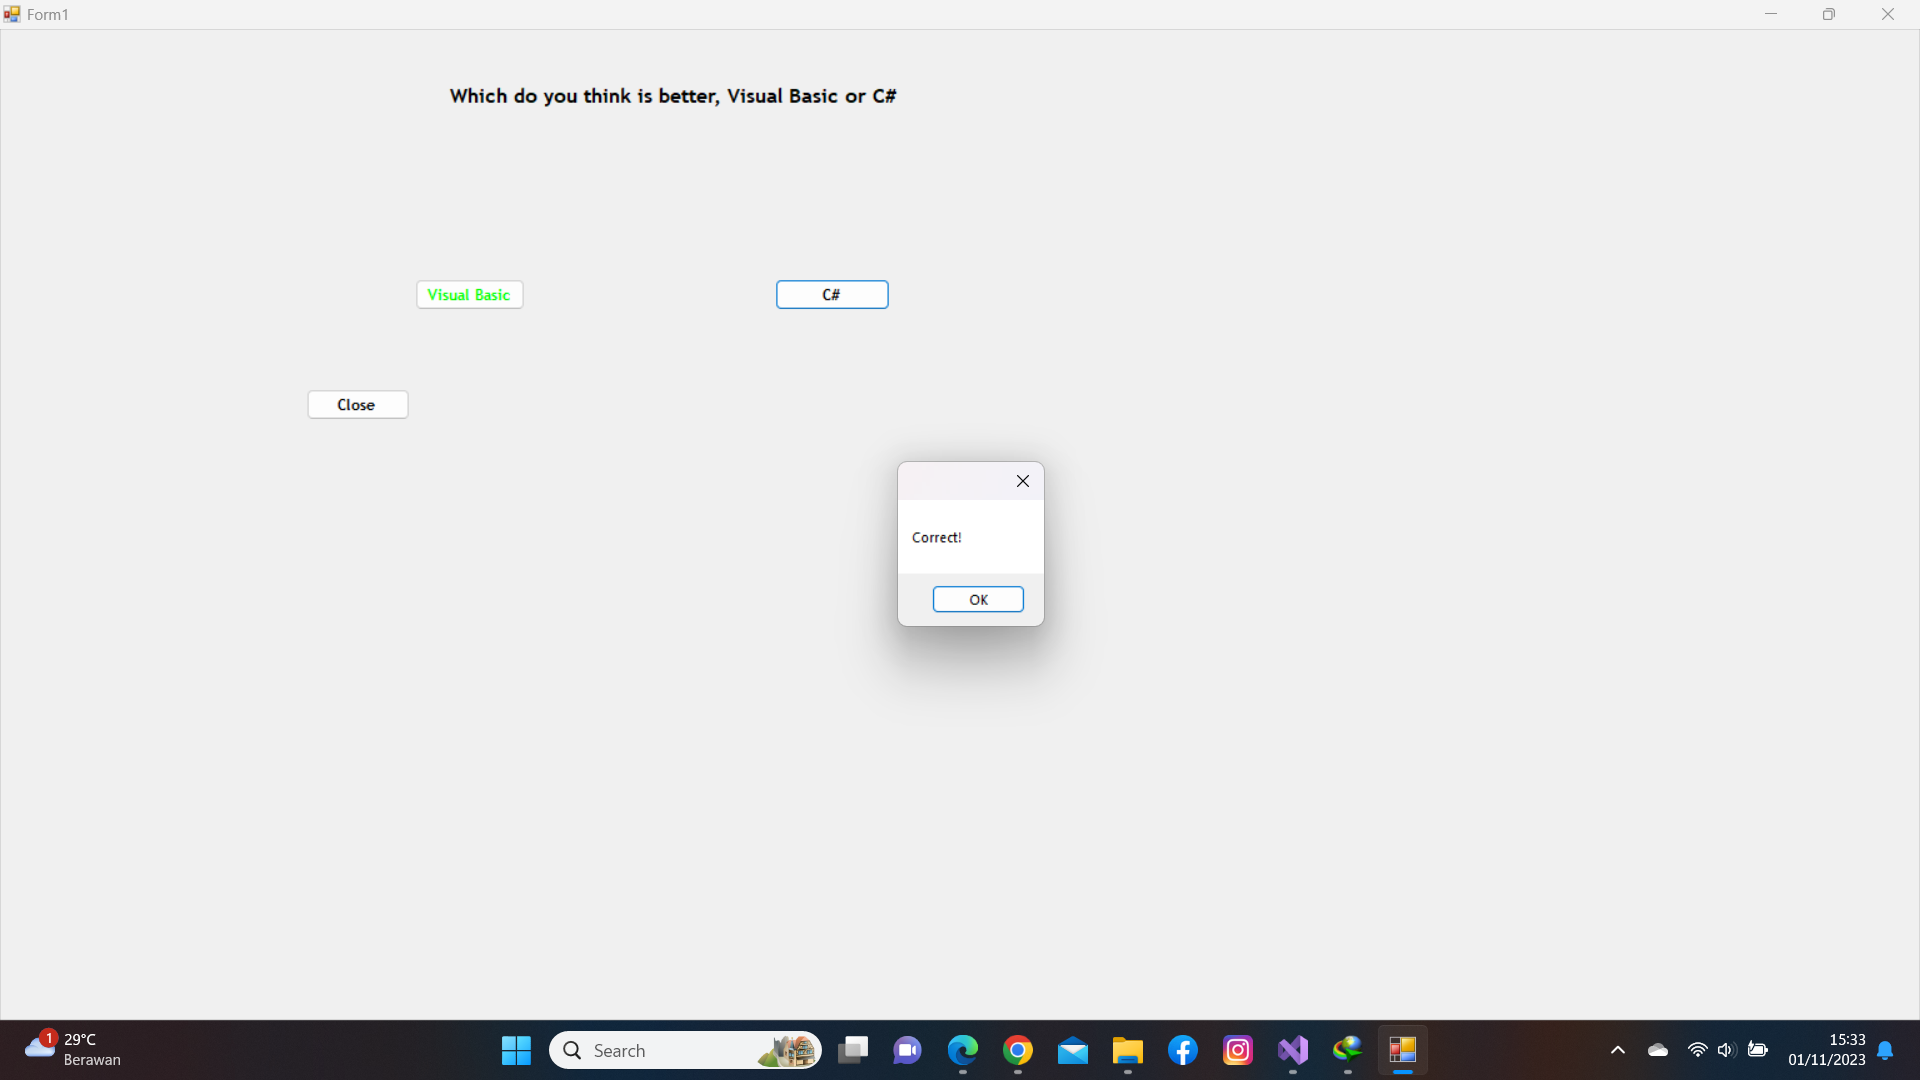 Form1
Which do you think is better, Visual Basic or C#
Visual Basic
C#
Close
Correct!
OK
1
29°C
Berawan
Search
15:33
01/11/2023